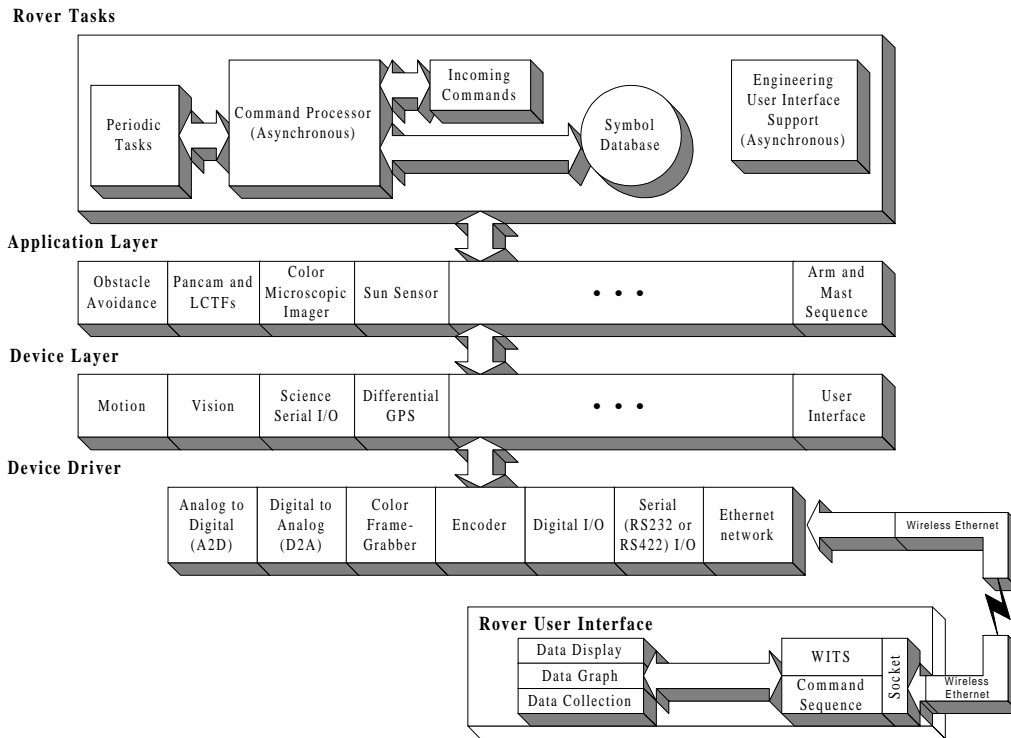 Rover Tasks
Periodic
Tasks
Command Processor
(Asynchronous)
Incoming
Commands
Symbol
Database
Engineering
User Interface
Support
(Asynchronous)
Application Layer
Obstacle
Avoidance
Pancam and
LCTFs
Color
Microscopic
Imager
Sun Sensor
• • •
Arm and
Mast
Sequence
Device Layer
Motion
Vision
Science
Serial I/O
Differential
GPS
• • •
User
Interface
Device Driver
Analog to
Digital
(A2D)
Digital to
Analog
(D2A)
Color
Frame-
Grabber
Encoder
Digital I/O
Serial
(RS232 or
RS422) I/O
Ethernet
network
Wireless Ethernet
Rover User Interface
Data Display
Data Graph
Data Collection
WITS
Command
Sequence
Socket
Wireless
Ethernet